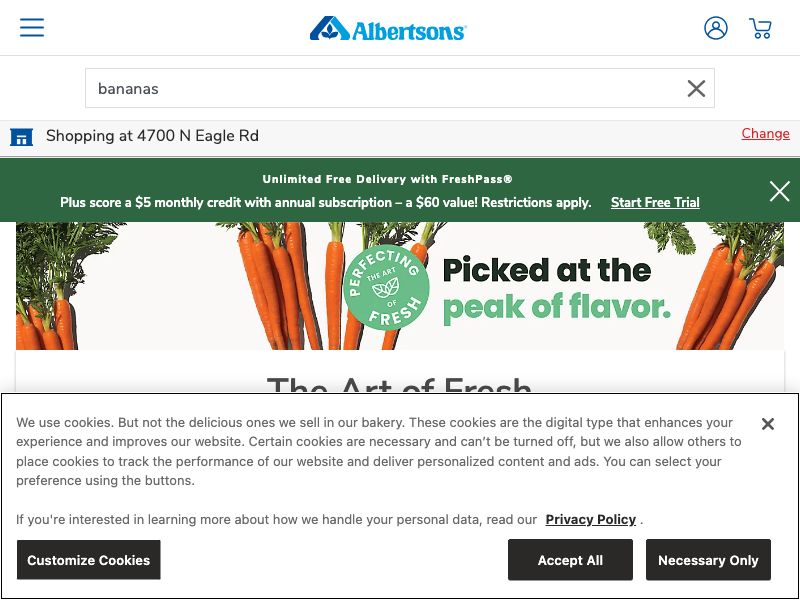 Albertsons
bananas
Shopping at 4700 N Eagle Rd
Change
Unlimited Free Delivery with FreshPass®
Plus score a $5 monthly credit with annual subscription – a $60 value! Restrictions apply.
Start Free Trial
PERFECTING
THE ART
OF
FRESH
Picked at the
peak of flavor.
The Art of Fresh
We use cookies. But not the delicious ones we sell in our bakery. These cookies are the digital type that enhances your
experience and improves our website. Certain cookies are necessary and can’t be turned off, but we also allow others to
place cookies to track the performance of our website and deliver personalized content and ads. You can select your
preference using the buttons.
If you're interested in learning more about how we handle your personal data, read our Privacy Policy .
Customize Cookies
Accept All
Necessary Only